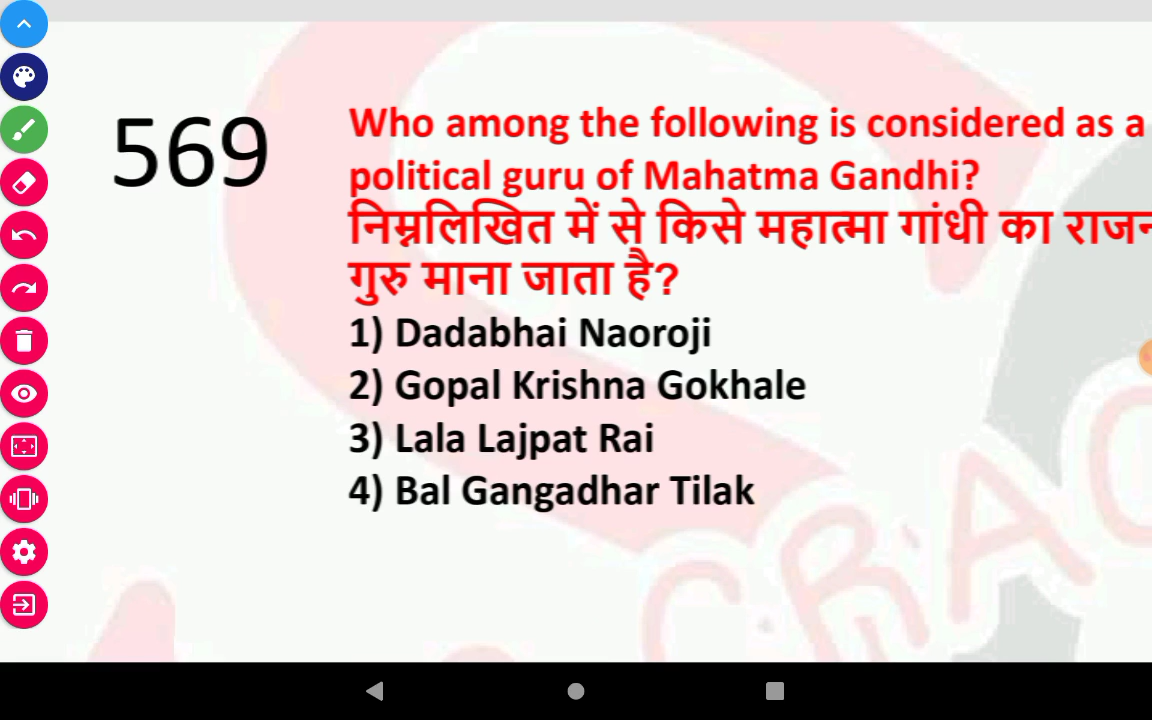 569
Who among the following is considered as a
political guru of Mahatma Gandhi?
निम्नलिखित में से किसे महात्मा गांधी का
गुरु माना जाता है?
1) Dadabhai Naoroji
2) Gopal Krishna Gokhale
3) Lala Lajpat Rai
4) Bal Gangadhar Tilak